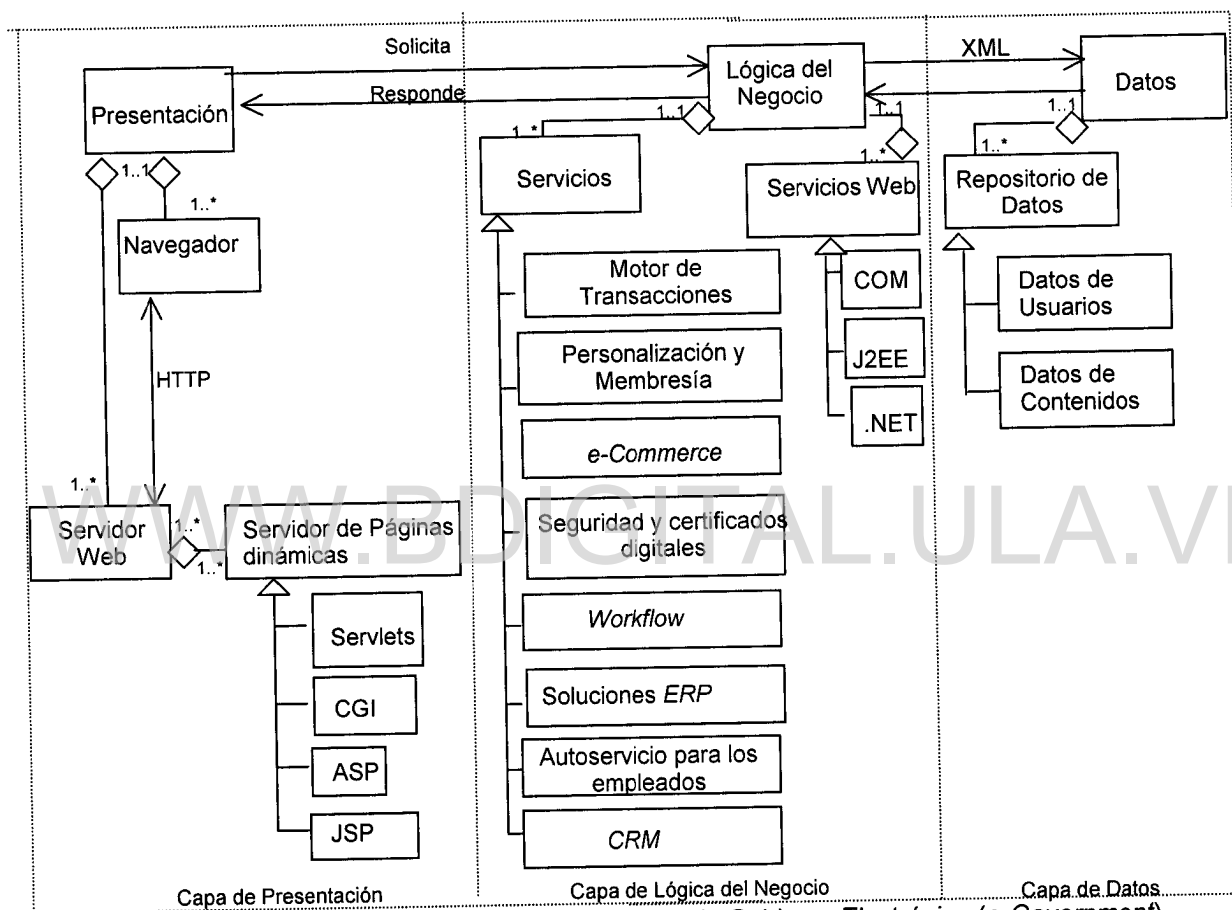 Solicita
XML
Presentación
Responde
Lógica del
Negocio
Datos
1..1
1..1
1..1
1..*
1..*
1..*
1..1
1..*
Servicios
Servicios Web
Repositorio de
Datos
Navegador
Motor de
Transacciones
COM
Datos de
Usuarios
Personalización y
Membresía
J2EE
HTTP
Datos de
Contenidos
.NET
e-Commerce
1..*
Servidor
Web
1..*
1..*
Servidor de Páginas
dinámicas
Seguridad y certificados
digitales
WWW.BDIGITAL.ULA.V
Servlets
Workflow
CGI
Soluciones ERP
ASP
Autoservicio para los
empleados
JSP
CRM
Capa de Presentación
Capa de Lógica del Negocio
Capa de Datos